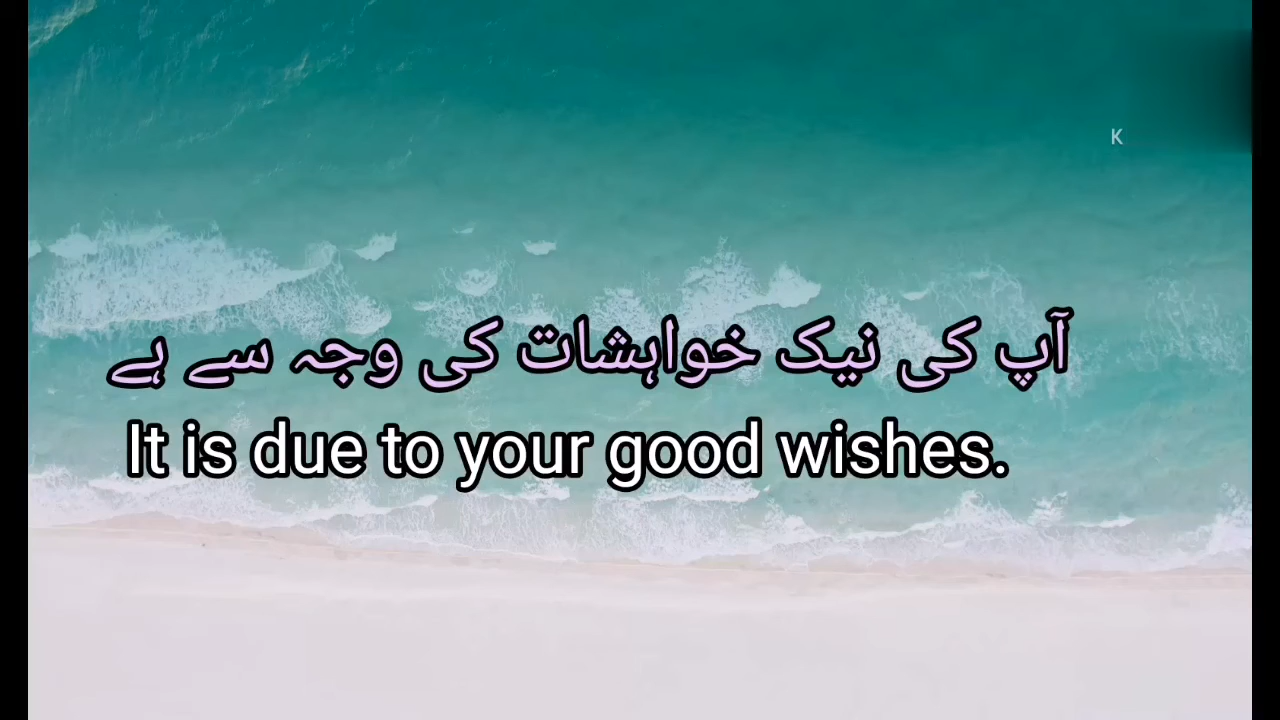 K
آپ کی نیک خواہشات کی وجہ سے ہے
It is due to your good wishes.